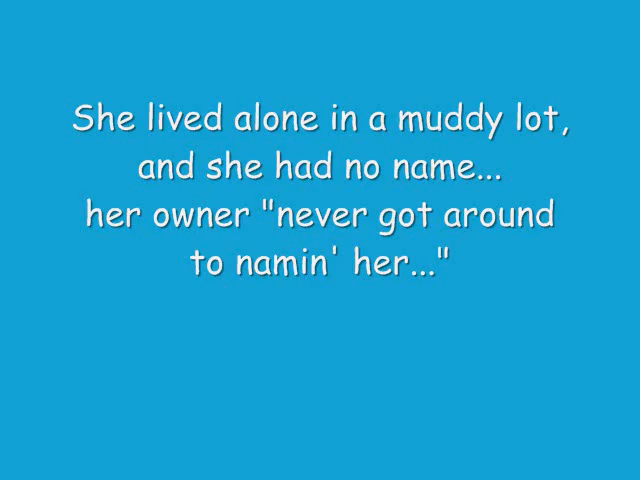 She lived alone in a muddy lot,
and she had no name...
her owner "never got around
to namin' her..."